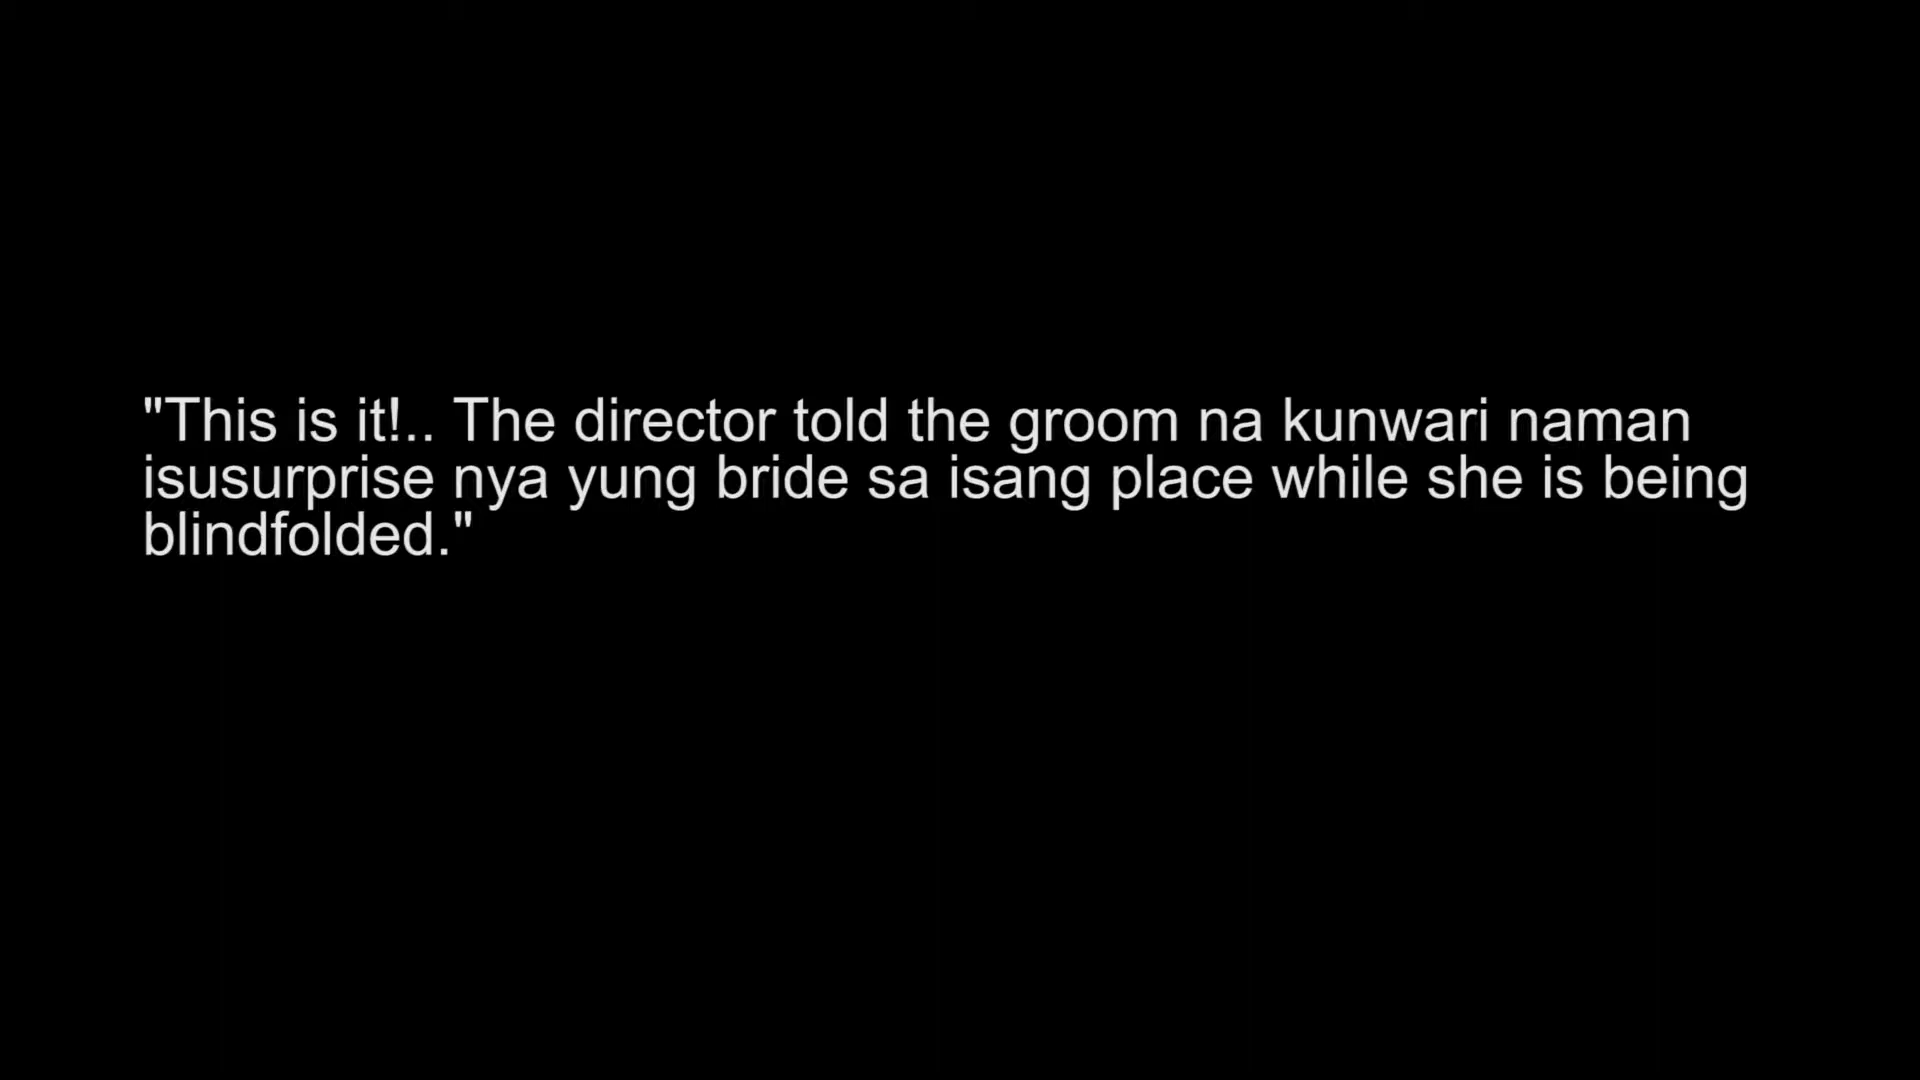 "This is it!.. The director told the groom na kunwari naman
isusurprise nya yung bride sa isang place while she is being
blindfolded."